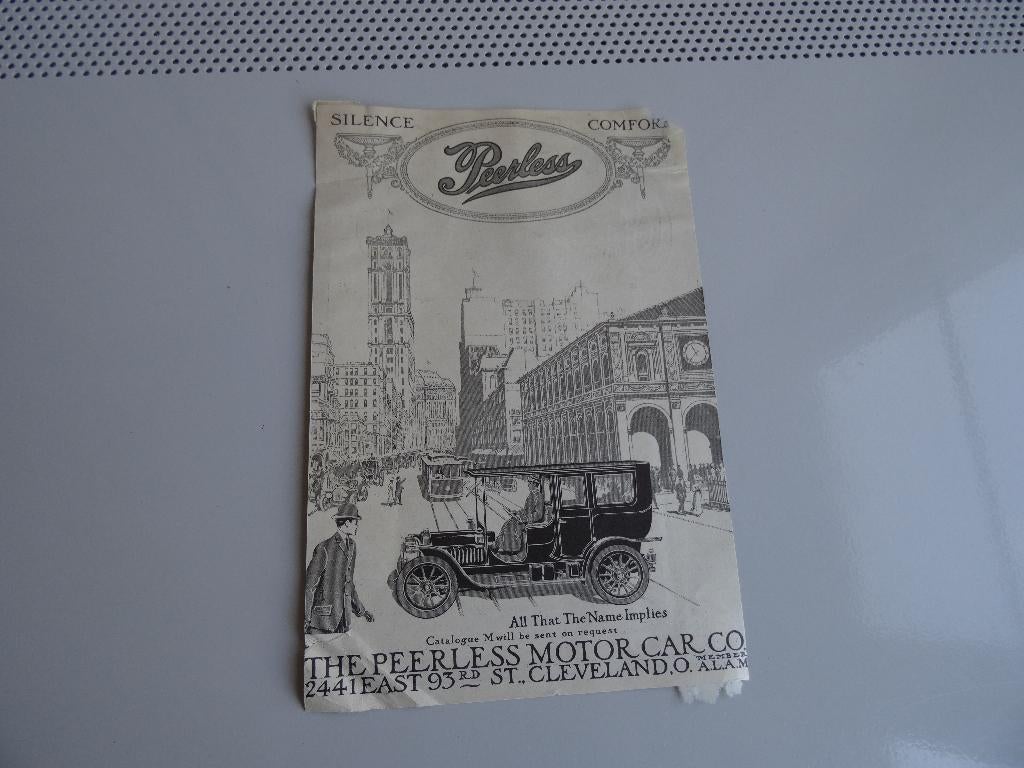 SILENCE COMFOR
Peerless
All That The Name Implies
Catalogue M will be sent on request
THE PEERLESS MOTOR CAR CO
2441 EAST 93RD ST., CLEVELAND, O. MEMBER A.L.A.M